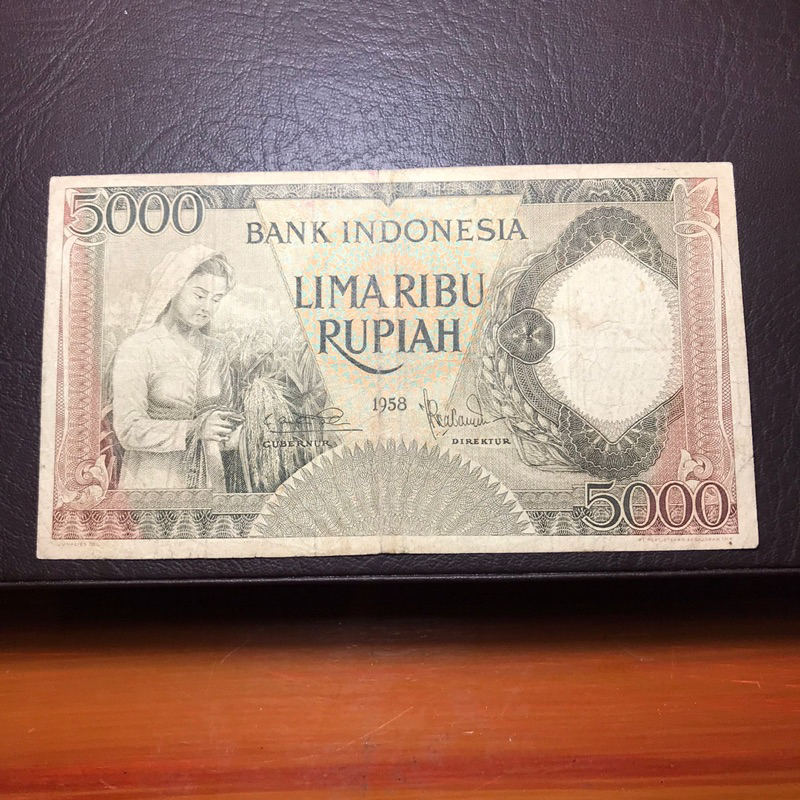 5000
BANK INDONESIA
LIMA RIBU
RUPIAH
1958
GUBERNUR
DIREKTUR
5000